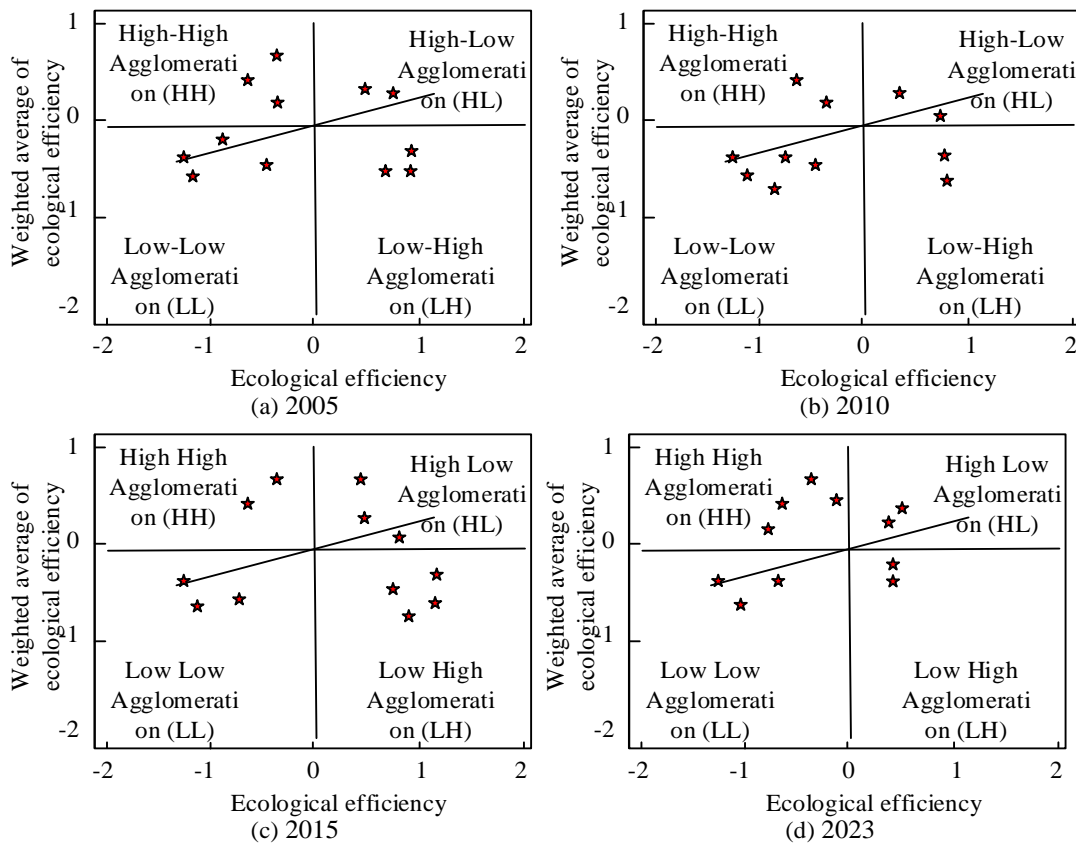 Weighted average of
ecological efficiency
1
0
-1
-2
High-High
Agglomerati
on (HH)
High-Low
Agglomerati
on (HL)
Low-Low
Agglomerati
on (LL)
Low-High
Agglomerati
on (LH)
-2 -1 0 1 2
Ecological efficiency
(a) 2005
Weighted average of
ecological efficiency
1
0
-1
-2
High-High
Agglomerati
on (HH)
High-Low
Agglomerati
on (HL)
Low-Low
Agglomerati
on (LL)
Low-High
Agglomerati
on (LH)
-2 -1 0 1 2
Ecological efficiency
(b) 2010
Weighted average of
ecological efficiency
1
0
-1
-2
High High
Agglomerati
on (HH)
High Low
Agglomerati
on (HL)
Low Low
Agglomerati
on (LL)
Low High
Agglomerati
on (LH)
-2 -1 0 1 2
Ecological efficiency
(c) 2015
Weighted average of
ecological efficiency
1
0
-1
-2
High High
Agglomerati
on (HH)
High Low
Agglomerati
on (HL)
Low Low
Agglomerati
on (LL)
Low High
Agglomerati
on (LH)
-2 -1 0 1 2
Ecological efficiency
(d) 2023